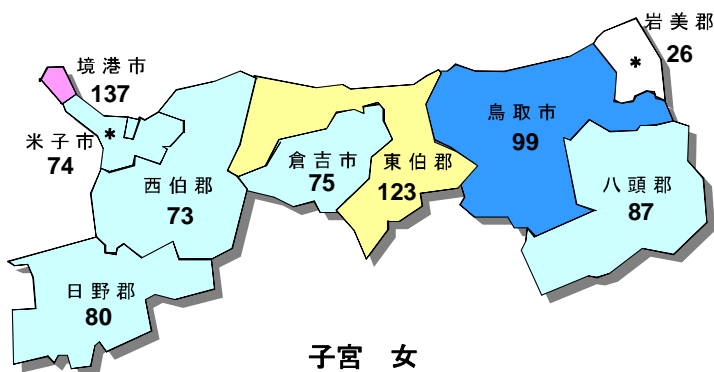 岩美郡
26
*
境港市
137
鳥取市
99
米子市
74
*
倉吉市
75
東伯郡
123
西伯郡
73
八頭郡
87
日野郡
80
子宮 女